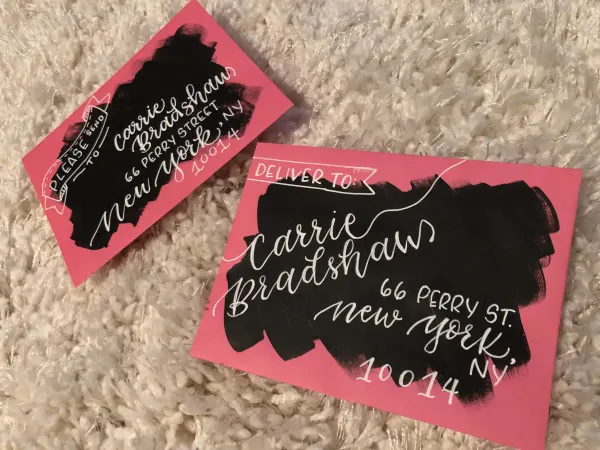 PLEASE SEND
TO
Carrie
Bradshaw
66 PERRY STREET
New York, NY
10014
DELIVER TO:
Carrie
Bradshaw
66 PERRY ST.
New York,
NY
10014